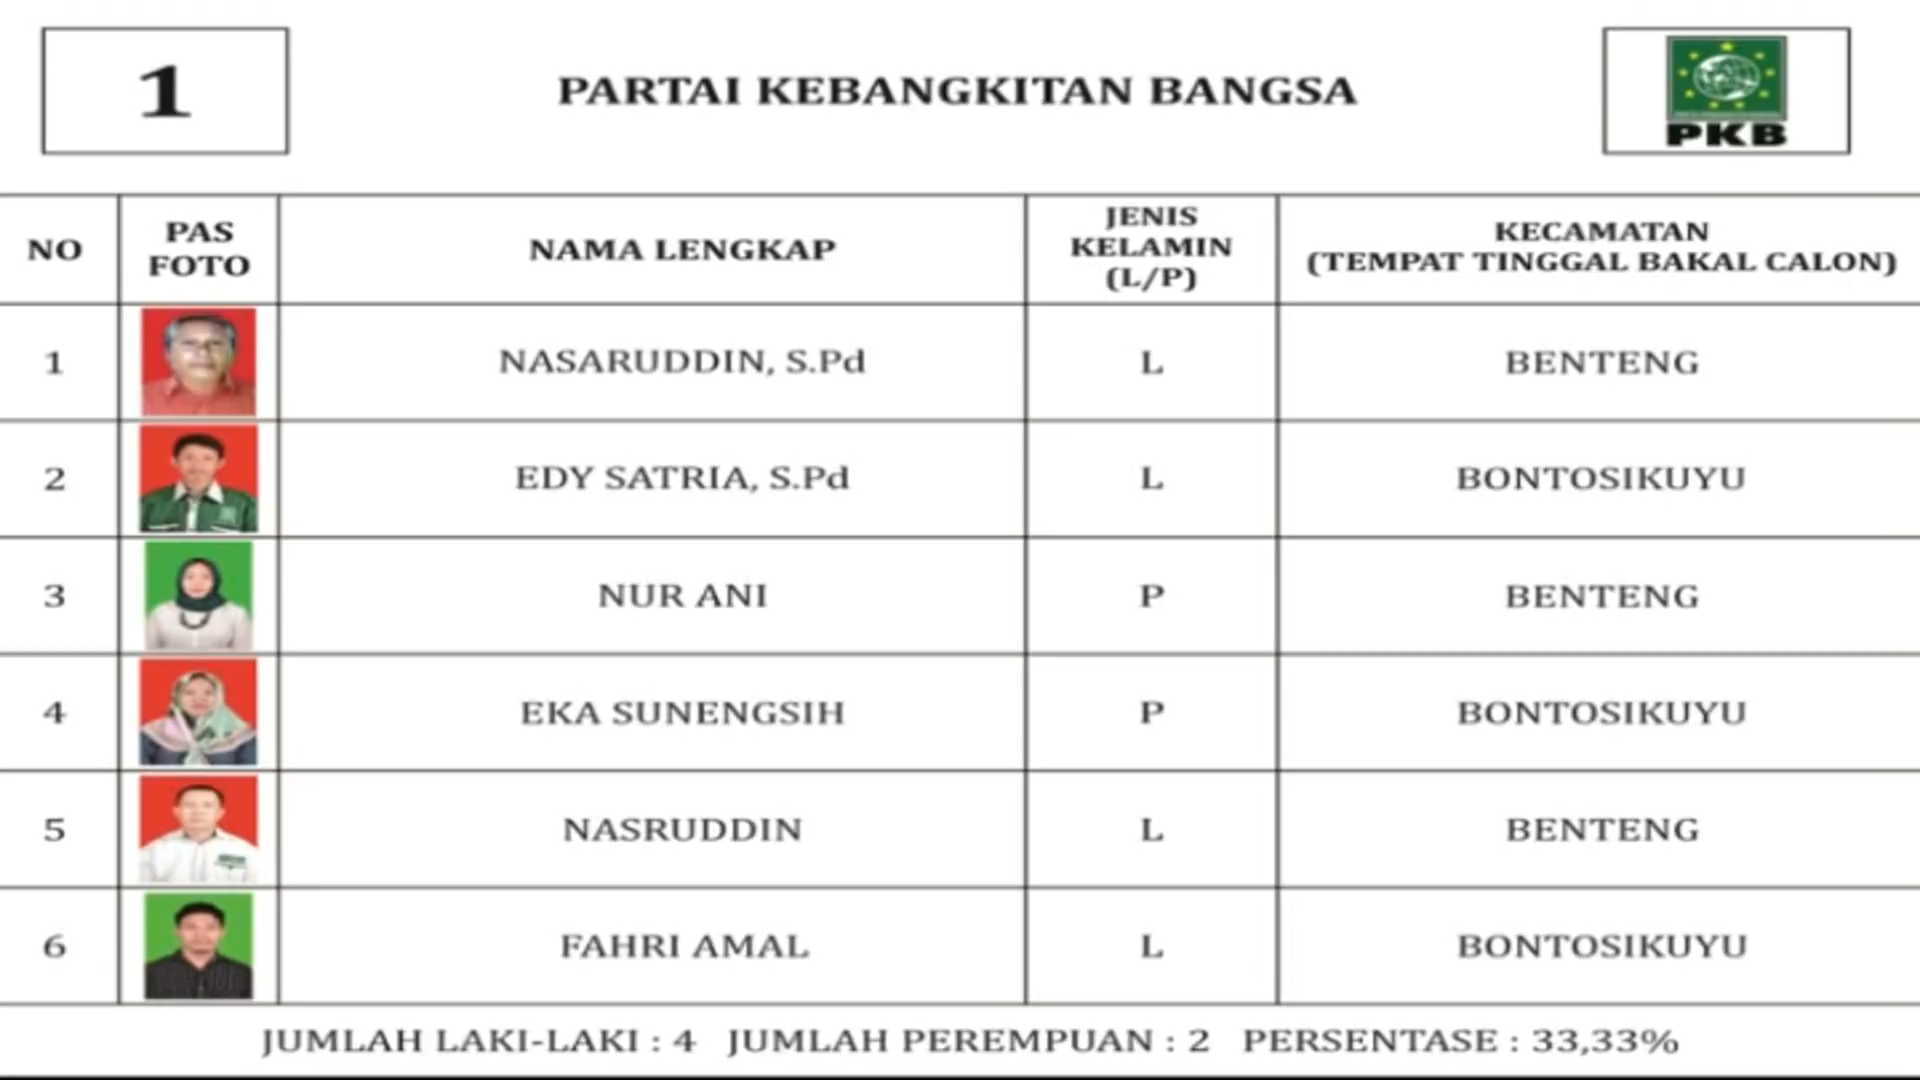 1
PARTAI KEBANGKITAN BANGSA
PKB
NO
PAS
FOTO
NAMA LENGKAP
JENIS
KELAMIN
(L/P)
KECAMATAN
(TEMPAT TINGGAL BAKAL CALON)
1 NASARUDDIN, S.Pd L BENTENG
2 EDY SATRIA, S.Pd L BONTOSIKUYU
3 NUR ANI P BENTENG
4 EKA SUNENGSIH P BONTOSIKUYU
5 NASRUDDIN L BENTENG
6 FAHRI AMAL L BONTOSIKUYU
JUMLAH LAKI-LAKI : 4 JUMLAH PEREMPUAN : 2 PERSENTASE : 33,33%